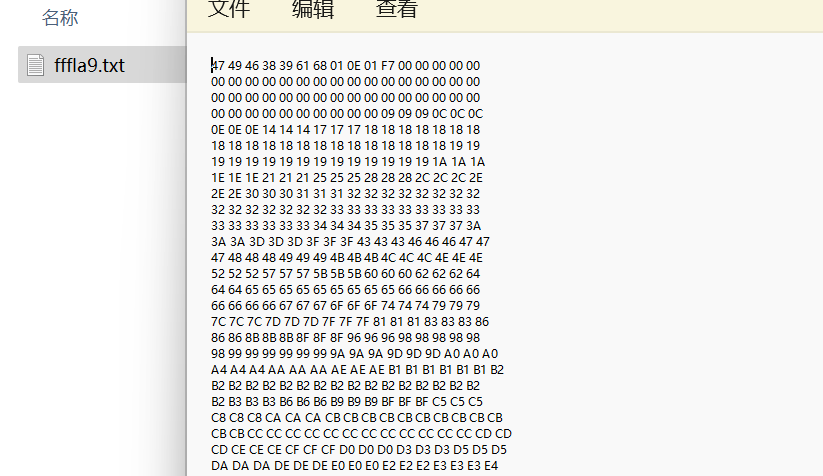 名称
fffla9.txt
文件 编辑 查看
47 49 46 38 39 61 68 01 0E 01 F7 00 00 00 00 00
00 00 00 00 00 00 00 00 00 00 00 00 00 00 00 00
00 00 00 00 00 00 00 00 00 00 00 00 00 00 00 00
00 00 00 00 00 00 00 00 00 00 09 09 09 0C 0C 0C
0E 0E 0E 14 14 14 17 17 17 18 18 18 18 18 18 18
18 18 18 18 18 18 18 18 18 18 18 18 18 18 19 19
19 19 19 19 19 19 19 19 19 19 19 19 19 1A 1A 1A
1E 1E 1E 21 21 21 25 25 25 28 28 28 2C 2C 2C 2E
2E 2E 30 30 30 31 31 31 32 32 32 32 32 32 32 32
32 32 32 32 32 32 32 33 33 33 33 33 33 33 33 33
33 33 33 33 33 33 34 34 34 35 35 35 37 37 37 3A
3A 3A 3D 3D 3D 3F 3F 3F 43 43 43 46 46 46 47 47
47 48 48 48 49 49 49 4B 4B 4B 4C 4C 4C 4E 4E 4E
52 52 52 57 57 57 5B 5B 5B 60 60 60 62 62 62 64
64 64 65 65 65 65 65 65 65 65 65 66 66 66 66 66
66 66 66 66 67 67 67 6F 6F 6F 74 74 74 79 79 79
7C 7C 7C 7D 7D 7D 7F 7F 7F 81 81 81 83 83 83 86
86 86 8B 8B 8B 8F 8F 8F 96 96 96 98 98 98 98 98
98 99 99 99 99 99 99 9A 9A 9A 9D 9D 9D A0 A0 A0
A4 A4 A4 AA AA AA AE AE AE B1 B1 B1 B1 B1 B1 B2
B2 B2 B2 B2 B2 B2 B2 B2 B2 B2 B2 B2 B2 B2 B2 B2
B2 B3 B3 B3 B6 B6 B6 B9 B9 B9 BF BF BF C5 C5 C5
C8 C8 C8 CA CA CA CB CB CB CB CB CB CB CB CB CB
CB CB CC CC CC CC CC CC CC CC CC CC CC CC CD CD
CD CE CE CE CF CF CF D0 D0 D0 D3 D3 D3 D5 D5 D5
DA DA DA DE DE DE E0 E0 E0 E2 E2 E2 E3 E3 E3 E4